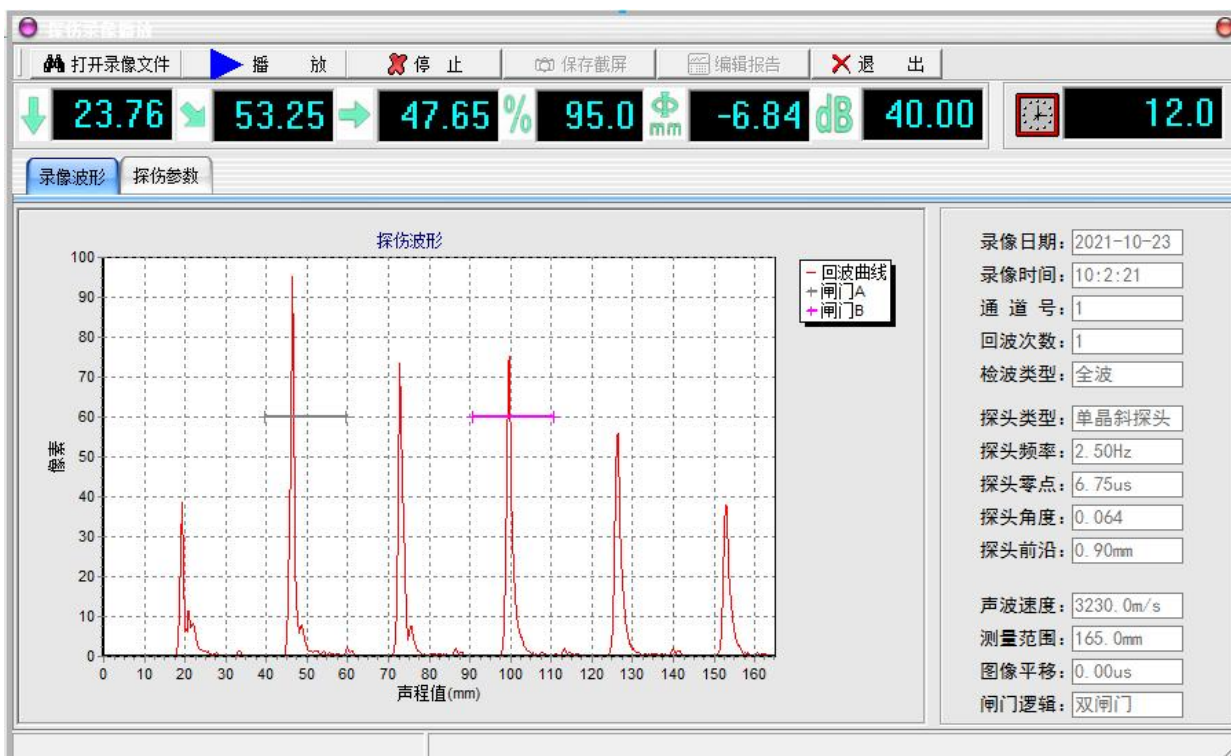 探伤录像播放
打开录像文件 播 放 停 止 保存截屏 编辑报告 退 出
23.76 53.25 47.65 % 95.0 Φ mm -6.84 dB 40.00 12.0
录像波形 探伤参数
探伤波形
像素
100
90
80
70
60
50
40
30
20
10
0
0 10 20 30 40 50 60 70 80 90 100 110 120 130 140 150 160
声程值(mm)
回波曲线
闸门A
闸门B
录像日期: 2021-10-23
录像时间: 10:2:21
通 道 号: 1
回波次数: 1
检波类型: 全波
探头类型: 单晶斜探头
探头频率: 2.50Hz
探头零点: 6.75us
探头角度: 0.064
探头前沿: 0.90mm
声波速度: 3230.0m/s
测量范围: 165.0mm
图像平移: 0.00us
闸门逻辑: 双闸门